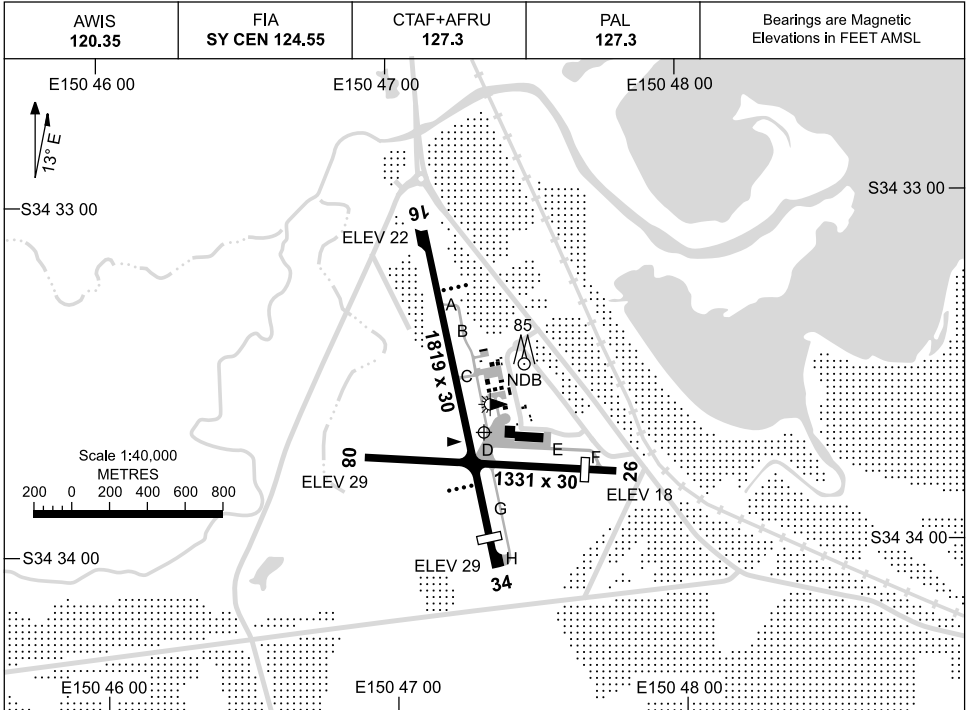 AWIS
120.35
FIA
SY CEN 124.55
CTAF+AFRU
127.3
PAL
127.3
Bearings are Magnetic
Elevations in FEET AMSL
E150 46 00
E150 47 00
E150 48 00
13° E
S34 33 00
S34 33 00
16
ELEV 22
A
B
85
NDB
1819 x 30
C
D
E
F
08
26
ELEV 29
1331 x 30
ELEV 18
Scale 1:40,000
METRES
200 0 200 400 600 800
G
S34 34 00
S34 34 00
ELEV 29
H
34
E150 46 00
E150 47 00
E150 48 00